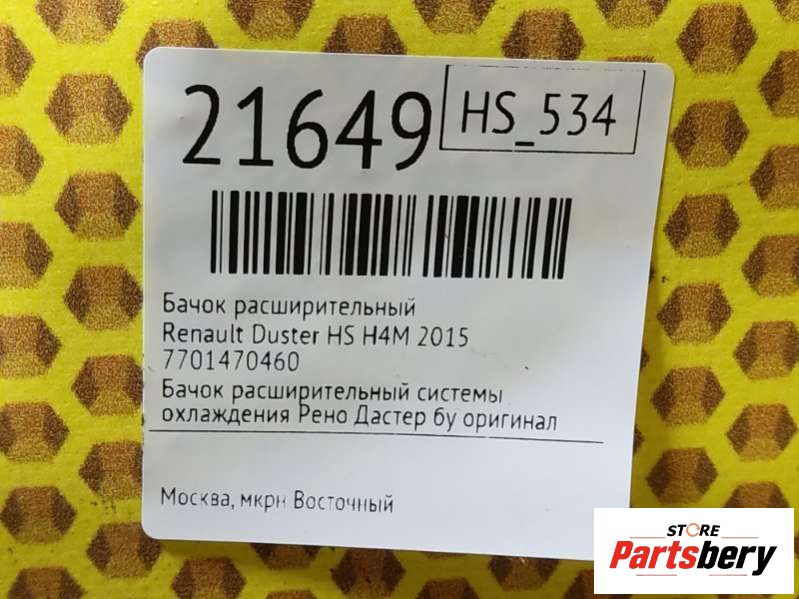 21649
HS_534
Бачок расширительный
Renault Duster HS H4M 2015
7701470460
Бачок расширительный системы
охлаждения Рено Дастер бу оригинал
Москва, мкрн Восточный
STORE
Partsbery